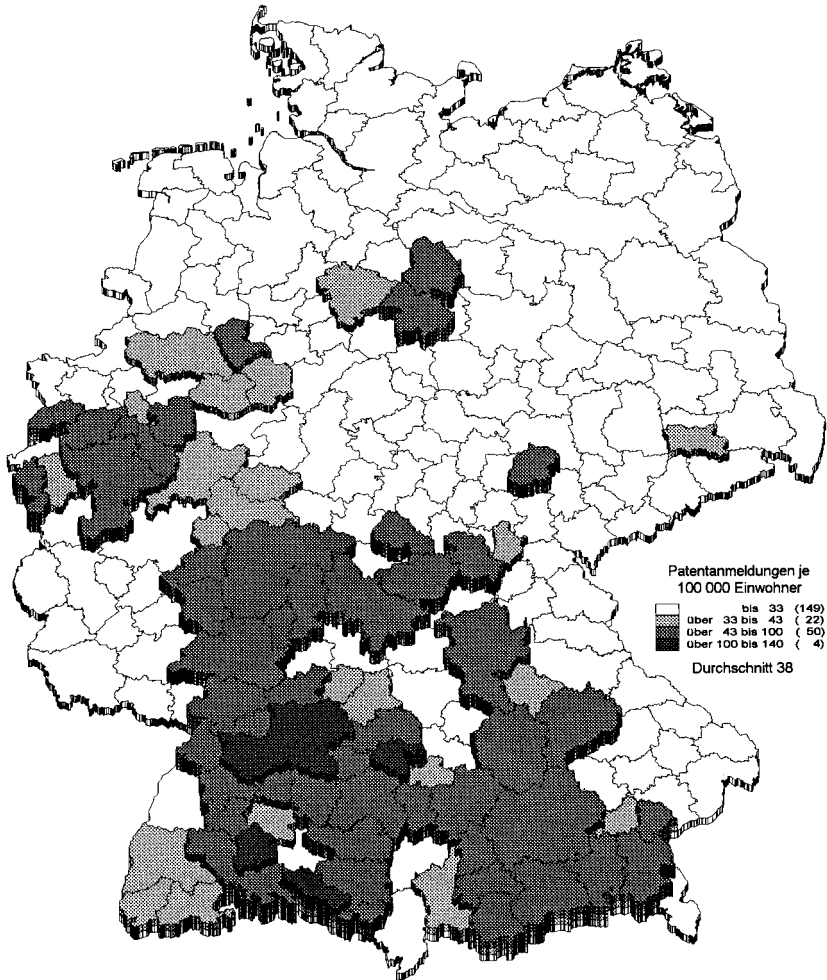 Patentanmeldungen je
100 000 Einwohner
bis 33 (149)
über 33 bis 43 ( 22)
über 43 bis 100 ( 50)
über 100 bis 140 ( 4)
Durchschnitt 38